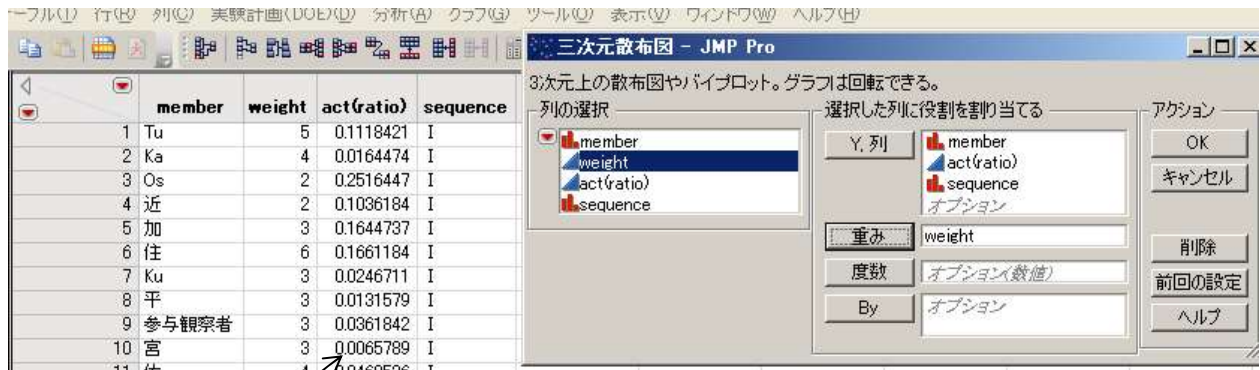 ーブル(T) 行(R) 列(C) 実験計画(DOE)(D) 分析(A) グラフ(G) ツール(O) 表示(V) ウィンドウ(W) ヘルプ(H)
三次元散布図 - JMP Pro
3次元上の散布図やバイプロット。グラフは回転できる。
列の選択
member
weight
act(ratio)
sequence
選択した列に役割を割り当てる
Y, 列
member
act(ratio)
sequence
オプション
重み weight
度数 オプション(数値)
By オプション
アクション
OK
キャンセル
削除
前回の設定
ヘルプ
member weight act(ratio) sequence
1 Tu 5 0.1118421 I
2 Ka 4 0.0164474 I
3 Os 2 0.2516447 I
4 近 2 0.1036184 I
5 加 3 0.1644737 I
6 住 6 0.1661184 I
7 Ku 3 0.0246711 I
8 平 3 0.0131579 I
9 参与観察者 3 0.0361842 I
10 宮 3 0.0065789 I